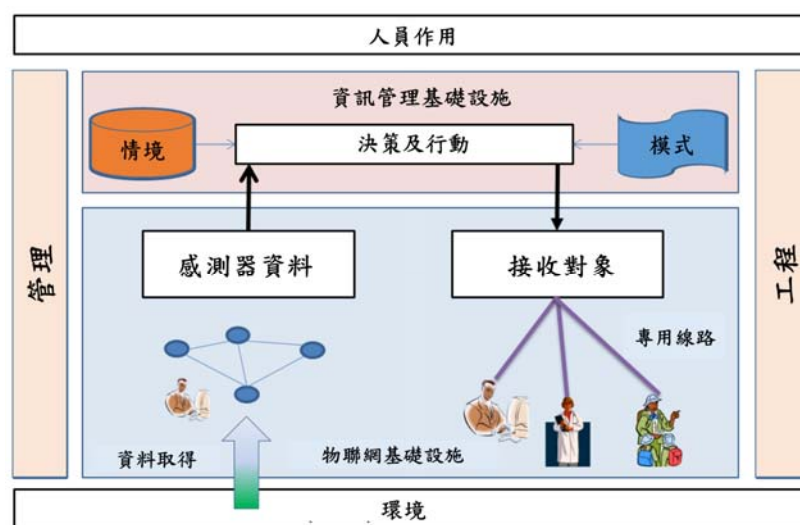 人員作用
資訊管理基礎設施
情境
決策及行動
模式
管理
工程
感測器資料
接收對象
專用線路
資料取得
物聯網基礎設施
環境